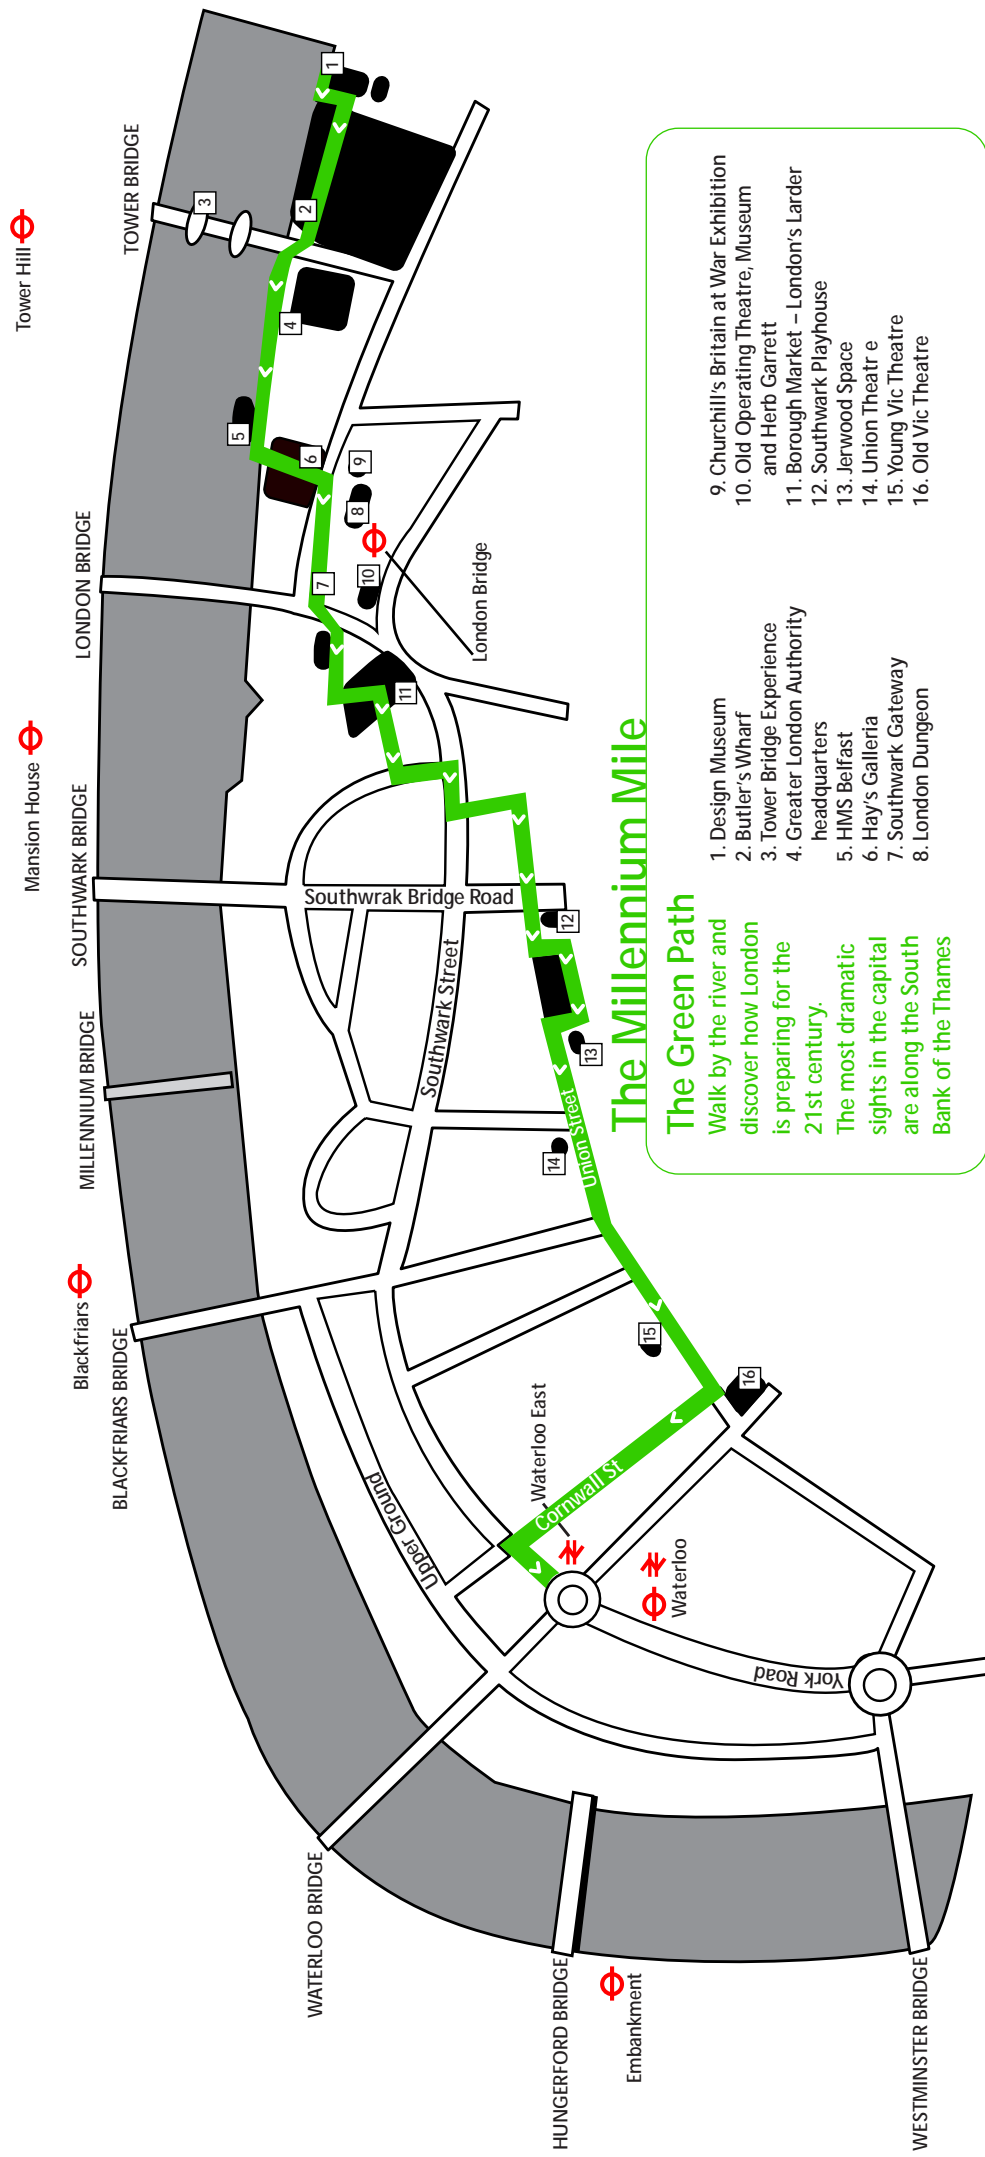 Tower Hill
Mansion House
Blackfriars
TOWER BRIDGE
LONDON BRIDGE
SOUTHWARK BRIDGE
MILLENNIUM BRIDGE
BLACKFRIARS BRIDGE
WATERLOO BRIDGE
HUNGERFORD BRIDGE
Embankment
WESTMINSTER BRIDGE
1
2
3
4
5
6
7
8
9
10
11
12
13
14
15
16
London Bridge
Southwrak Bridge Road
Southwark Street
Union Street
Upper Ground
Cornwall St
Waterloo East
Waterloo
York Road
The Millennium Mile
The Green Path
Walk by the river and
discover how London
is preparing for the
21st century.
The most dramatic
sights in the capital
are along the South
Bank of the Thames
1. Design Museum
2. Butler's Wharf
3. Tower Bridge Experience
4. Greater London Authority
headquarters
5. HMS Belfast
6. Hay's Galleria
7. Southwark Gateway
8. London Dungeon
9. Churchill's Britain at War Exhibition
10. Old Operating Theatre, Museum
and Herb Garrett
11. Borough Market – London's Larder
12. Southwark Playhouse
13. Jerwood Space
14. Union Theatr e
15. Young Vic Theatre
16. Old Vic Theatre